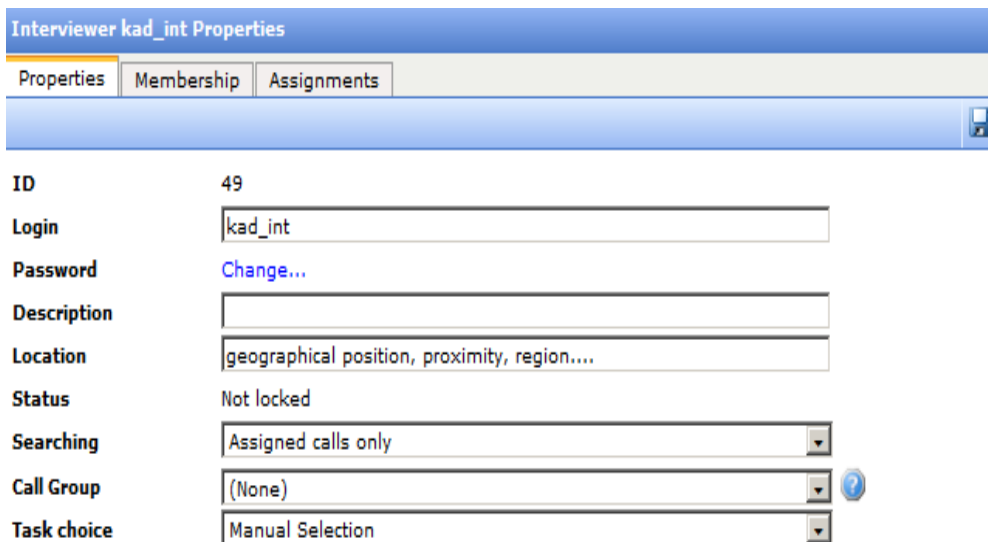 Interviewer kad_int Properties
Properties Membership Assignments
ID 49
Login kad_int
Password Change...
Description
Location geographical position, proximity, region....
Status Not locked
Searching Assigned calls only
Call Group (None) ?
Task choice Manual Selection